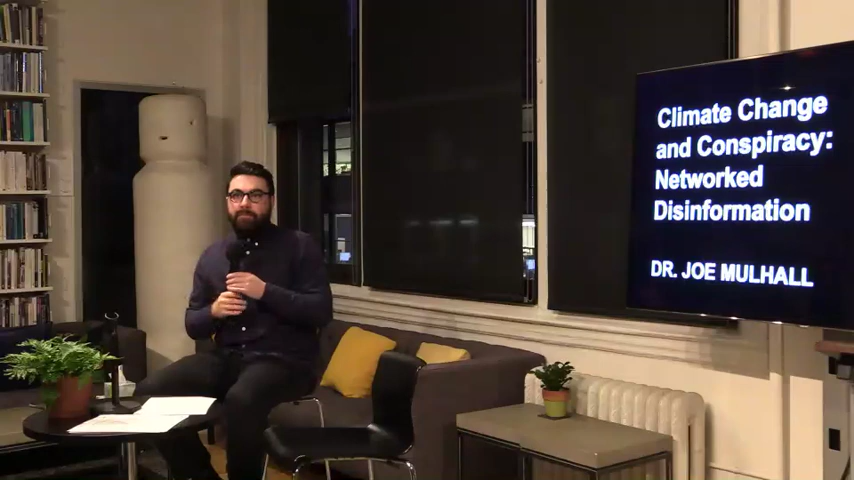 Climate Change
and Conspiracy:
Networked
Disinformation
DR. JOE MULHALL